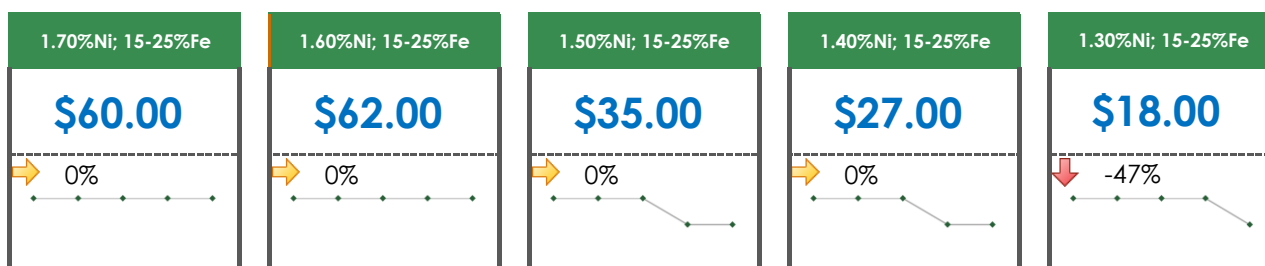 1.70%Ni; 15-25%Fe
$60.00
0%
1.60%Ni; 15-25%Fe
$62.00
0%
1.50%Ni; 15-25%Fe
$35.00
0%
1.40%Ni; 15-25%Fe
$27.00
0%
1.30%Ni; 15-25%Fe
$18.00
-47%